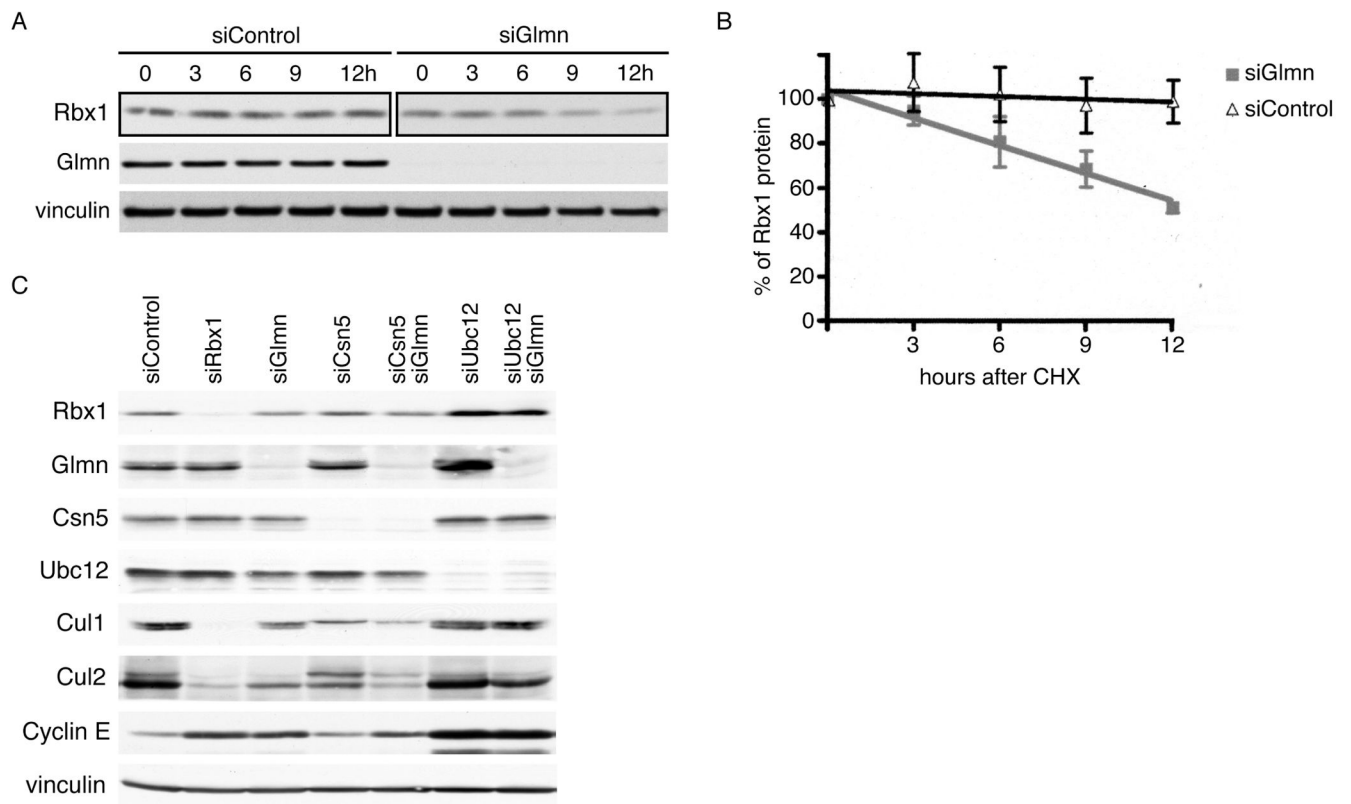 A
siControl siGlmn
0 3 6 9 12h 0 3 6 9 12h
Rbx1
Glmn
vinculin
B
% of Rbx1 protein
100
80
60
40
20
0
3 6 9 12
hours after CHX
siGlmn
siControl
C
siControl
siRbx1
siGlmn
siCsn5
siCsn5
siGlmn
siUbc12
siUbc12
siGlmn
Rbx1
Glmn
Csn5
Ubc12
Cul1
Cul2
Cyclin E
vinculin